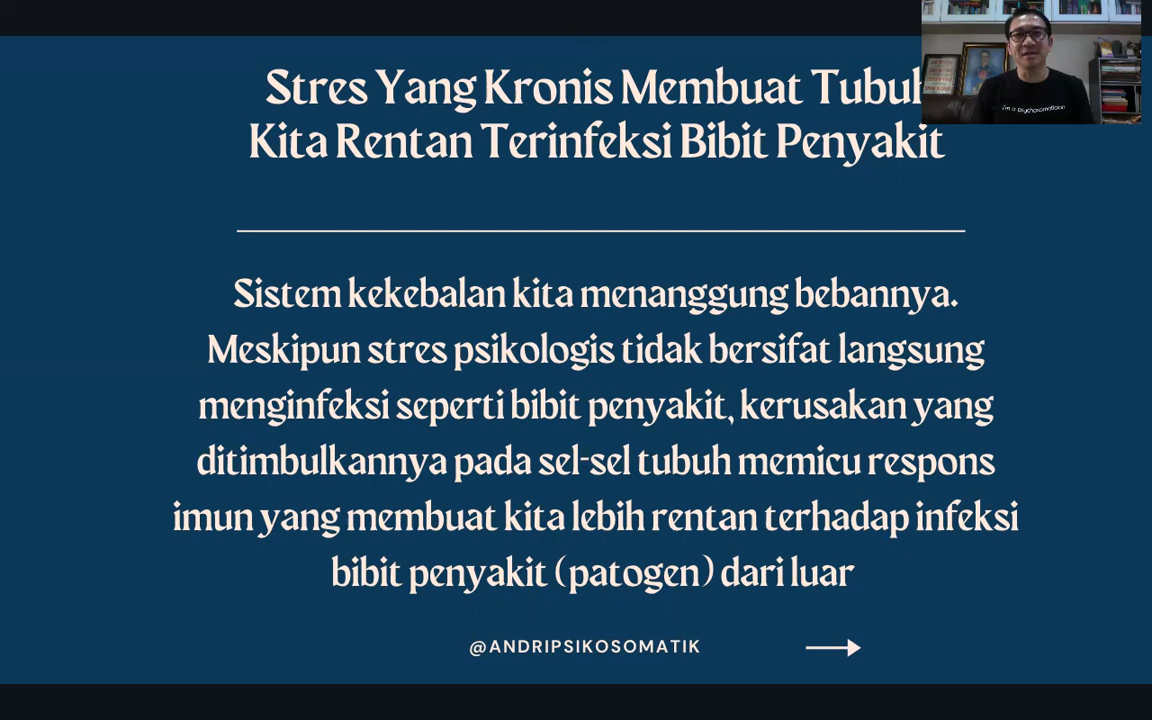 Stres Yang Kronis Membuat Tubuh
Kita Rentan Terinfeksi Bibit Penyakit
Sistem kekebalan kita menanggung bebannya.
Meskipun stres psikologis tidak bersifat langsung
menginfeksi seperti bibit penyakit, kerusakan yang
ditimbulkannya pada sel-sel tubuh memicu respons
imun yang membuat kita lebih rentan terhadap infeksi
bibit penyakit (patogen) dari luar
@ANDRIPSIKOSOMATIK
i'm a psychosomatician